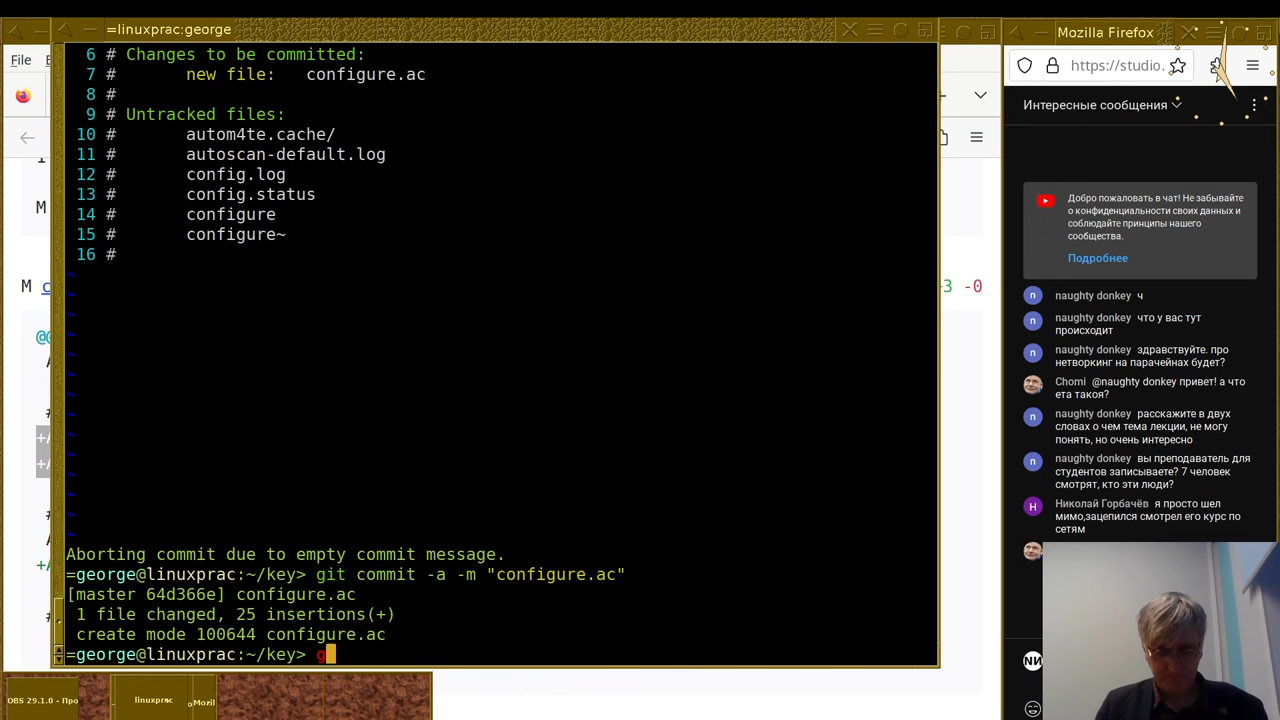 =linuxprac:george
Mozilla Firefox
File
https://studio.
Интересные сообщения
6 # Changes to be committed:
7 #       new file:   configure.ac
8 #
9 # Untracked files:
10 #       autom4te.cache/
11 #       autoscan-default.log
12 #       config.log
13 #       config.status
14 #       configure
15 #       configure~
16 #
~
~
~
~
~
~
~
~
~
~
~
~
~
~
Aborting commit due to empty commit message.
=george@linuxprac:~/key> git commit -a -m "configure.ac"
[master 64d366e] configure.ac
1 file changed, 25 insertions(+)
create mode 100644 configure.ac
=george@linuxprac:~/key> g
M
M c
-0
@@
Добро пожаловать в чат! Не забывайте
о конфиденциальности своих данных и
соблюдайте принципы нашего
сообщества.
Подробнее
n naughty donkey ч
n naughty donkey что у вас тут
происходит
n naughty donkey здравствуйте. про
нетворкинг на парачейнах будет?
Chomi @naughty donkey привет! а что
ета такоя?
n naughty donkey расскажите в двух
словах о чем тема лекции, не могу
понять, но очень интересно
n naughty donkey вы преподаватель для
студентов записываете? 7 человек
смотрят, кто эти люди?
Н Николай Горбачёв я просто шел
мимо,зацепился смотрел его курс по
сетям
OBS 29.1.0 - Про
linuxprac
Mozil